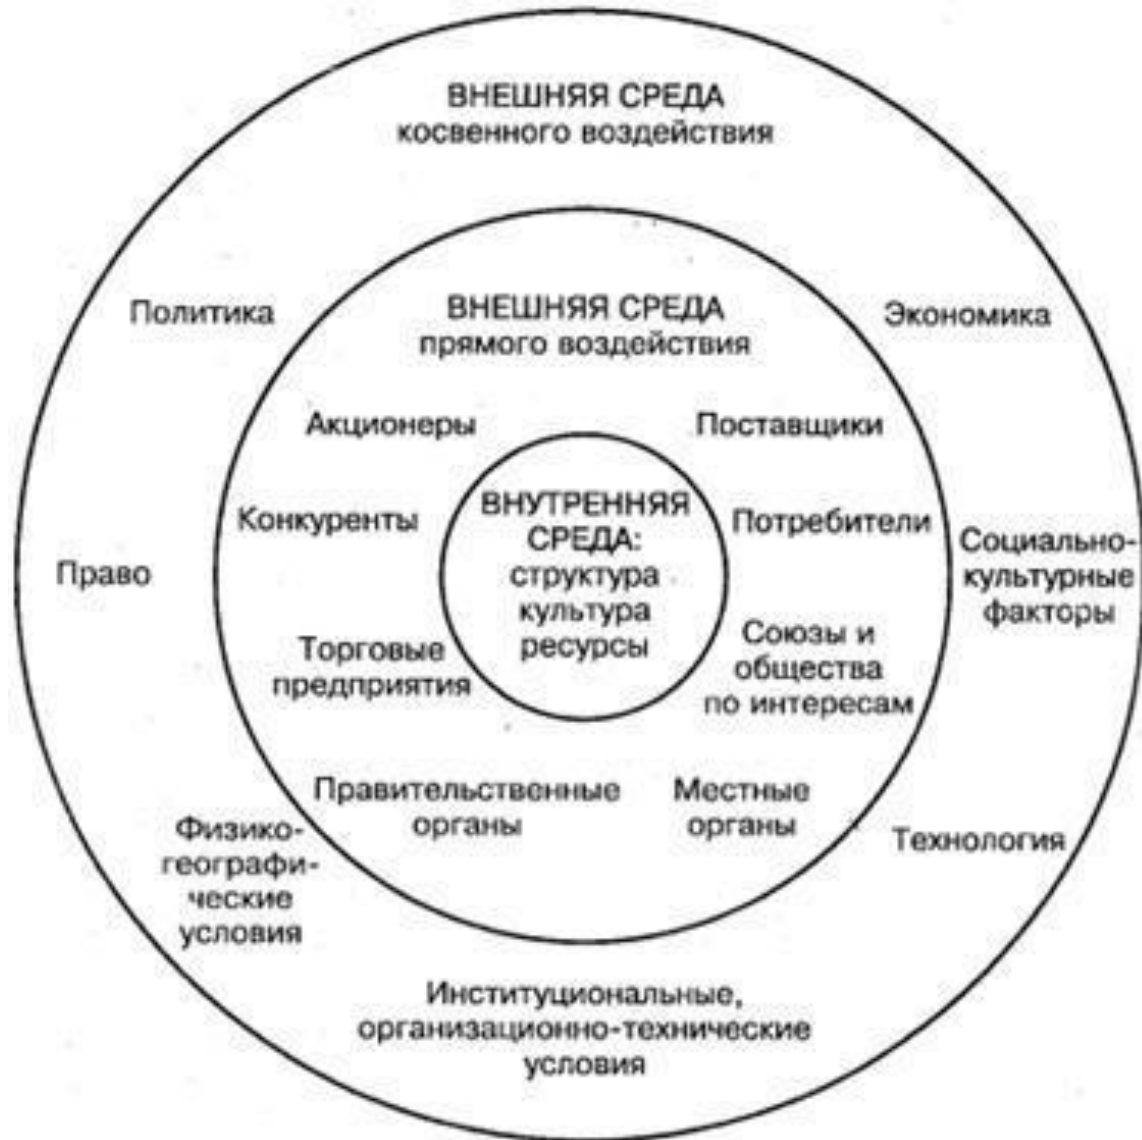 ВНЕШНЯЯ СРЕДА
косвенного воздействия
Политика
Экономика
ВНЕШНЯЯ СРЕДА
прямого воздействия
Акционеры
Поставщики
Конкуренты
ВНУТРЕННЯЯ
СРЕДА:
структура
культура
ресурсы
Потребители
Право
Социально-
культурные
факторы
Торговые
предприятия
Союзы и
общества
по интересам
Правительственные
органы
Местные
органы
Физико-
географи-
ческие
условия
Технология
Институциональные,
организационно-технические
условия